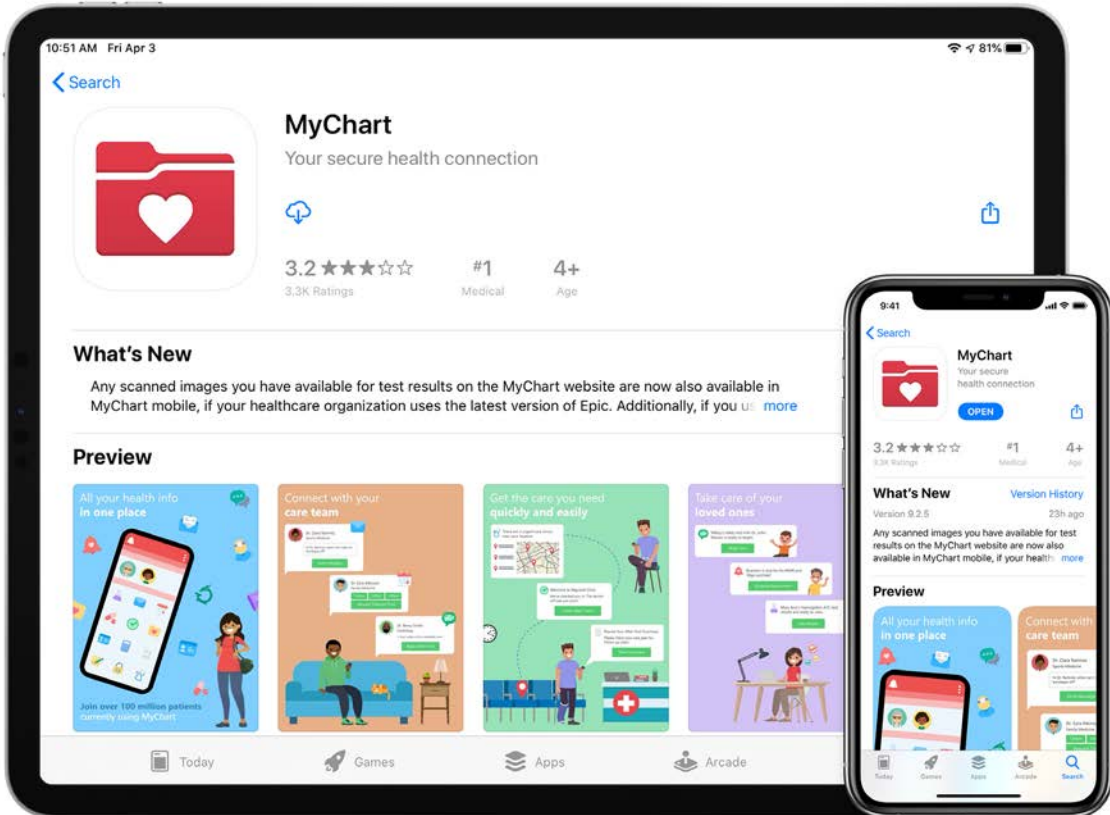 10:51 AM Fri Apr 3
81%
Search
MyChart
Your secure health connection
3.2
#1
4+
3.3K Ratings
Medical
Age
What's New
Any scanned images you have available for test results on the MyChart website are now also available in
MyChart mobile, if your healthcare organization uses the latest version of Epic. Additionally, if you us more
Preview
All your health info
in one place
Join over 100 million patients
currently using MyChart
Connect with your
care team
Get the care you need
quickly and easily
Take care of your
loved ones
Today
Games
Apps
Arcade
9:41
Search
MyChart
Your secure
health connection
OPEN
3.2
#1
4+
3.3K Ratings
Medical
Age
What's New
Version History
Version 9.2.5
23h ago
Any scanned images you have available for test
results on the MyChart website are now also
available in MyChart mobile, if your health more
Preview
All your health info
in one place
Connect with
care team
Today
Games
Apps
Arcade
Search